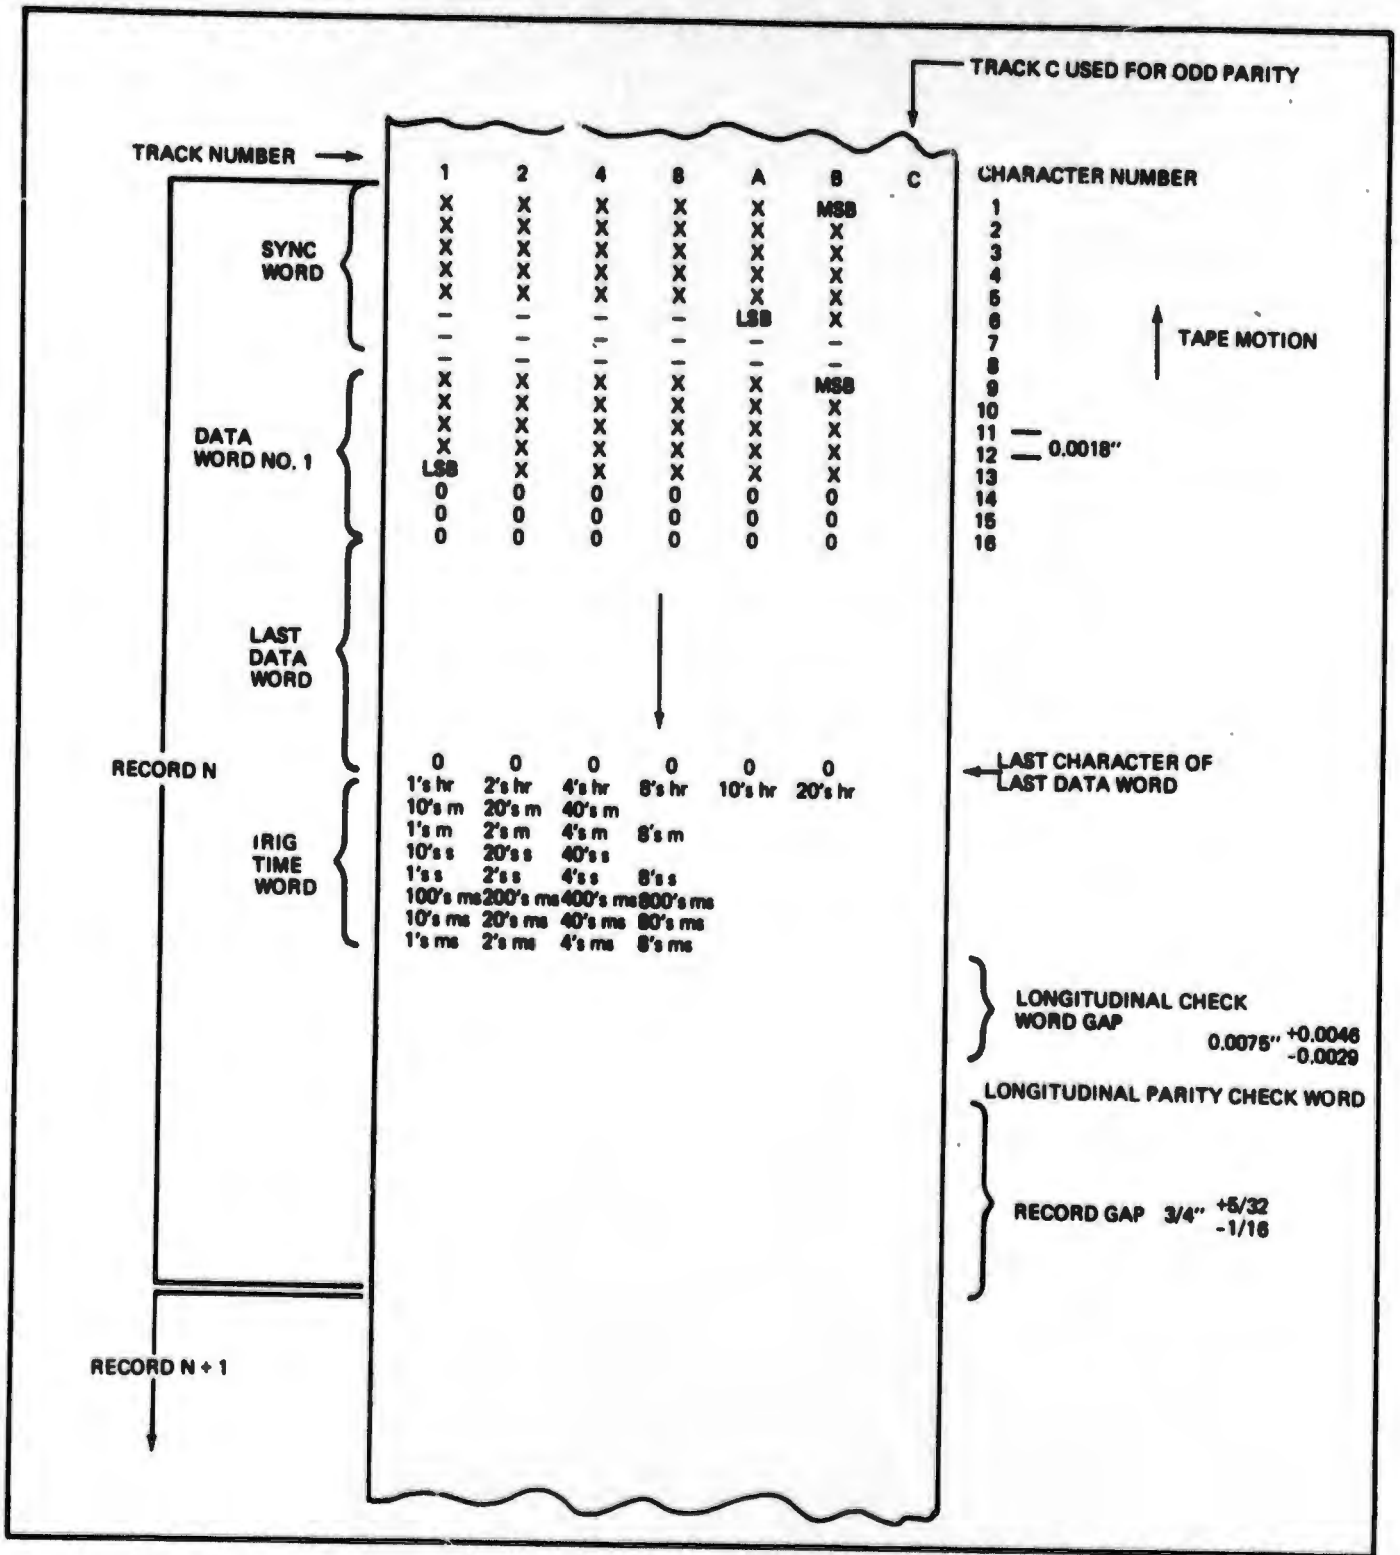 TRACK C USED FOR ODD PARITY
TRACK NUMBER
1 2 4 8 A B C
CHARACTER NUMBER
SYNC
WORD
X X X X X MSB 1
X X X X X X 2
X X X X X X 3
X X X X X X 4
X X X X X X 5
- - - - LSB X 6
- - - - - - 7
- - - - - - 8
TAPE MOTION
DATA
WORD NO. 1
X X X X X MSB 9
X X X X X X 10
X X X X X X 11
X X X X X X 12
0.0018"
LSB X X X X X 13
0 0 0 0 0 0 14
0 0 0 0 0 0 15
0 0 0 0 0 0 16
LAST
DATA
WORD
RECORD N
0 0 0 0 0 0
LAST CHARACTER OF
LAST DATA WORD
IRIG
TIME
WORD
1's hr 2's hr 4's hr 8's hr 10's hr 20's hr
10's m 20's m 40's m
1's m 2's m 4's m 8's m
10's s 20's s 40's s
1's s 2's s 4's s 8's s
100's ms 200's ms 400's ms 800's ms
10's ms 20's ms 40's ms 80's ms
1's ms 2's ms 4's ms 8's ms
LONGITUDINAL CHECK
WORD GAP
0.0075" +0.0046
-0.0029
LONGITUDINAL PARITY CHECK WORD
RECORD GAP 3/4" +5/32
-1/16
RECORD N + 1